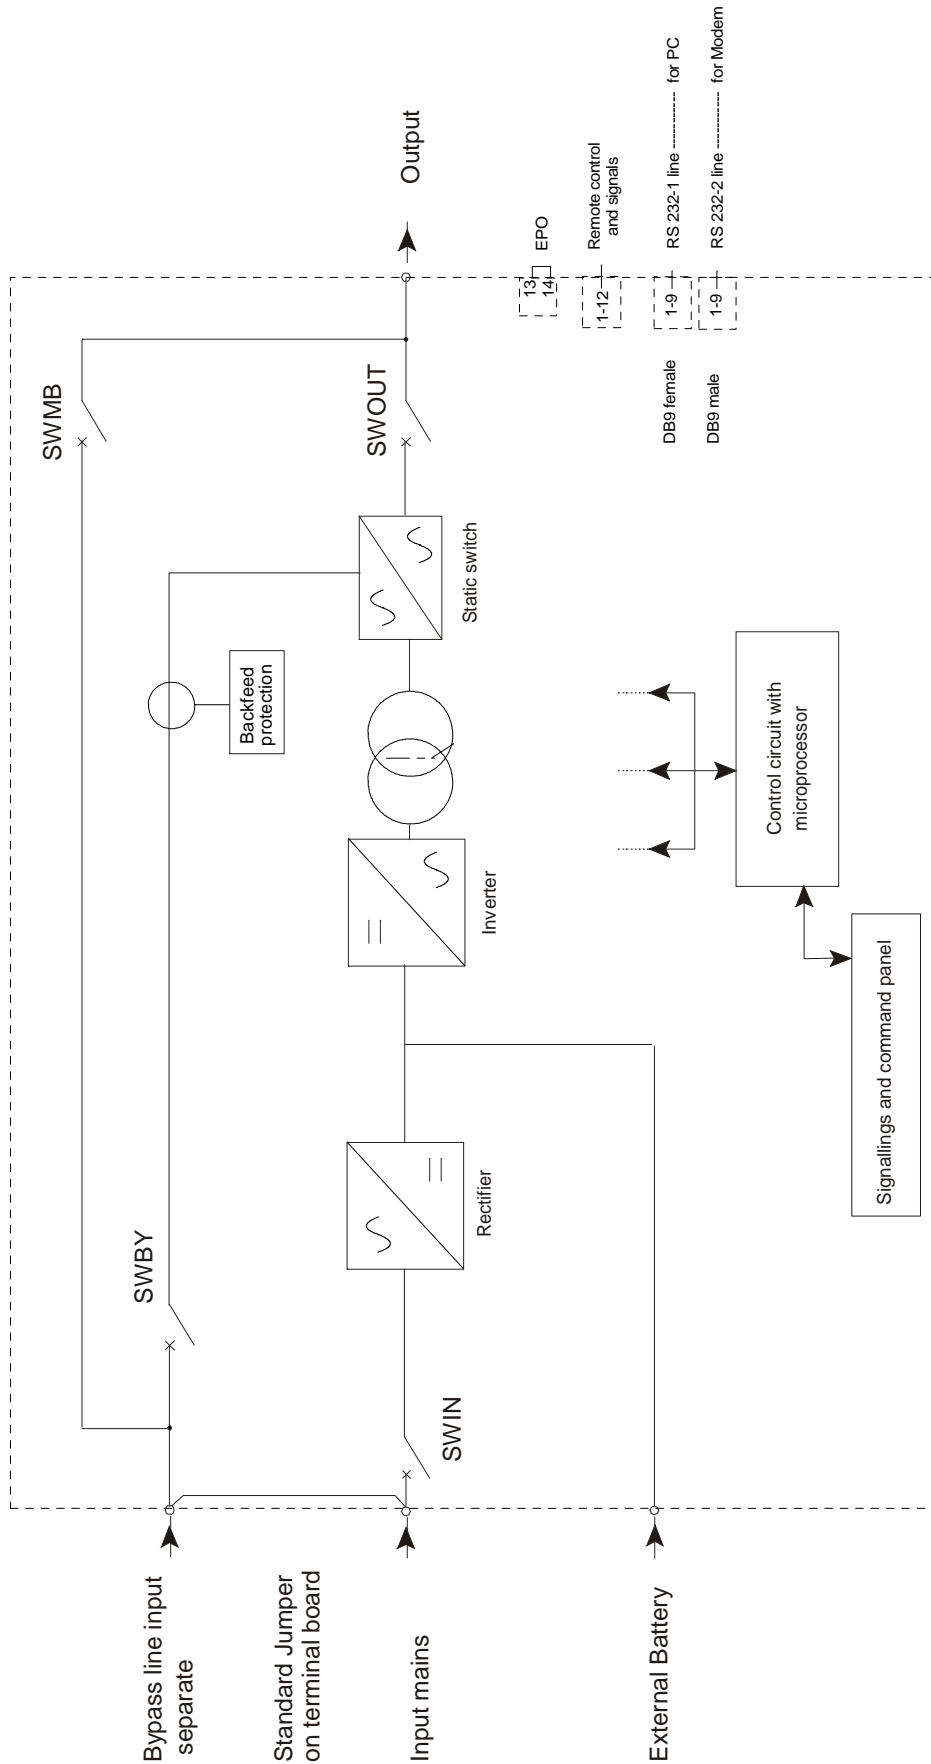 Bypass line input
separate
Standard Jumper
on terminal board
Input mains
External Battery
SWIN
SWBY
SWMB
SWOUT
Rectifier
Inverter
Static switch
Backfeed
protection
Output
13
14
EPO
1-12
Remote control
and signals
DB9 female
1-9
RS 232-1 line ----------- for PC
DB9 male
1-9
RS 232-2 line ----------- for Modem
Control circuit with
microprocessor
Signallings and command panel